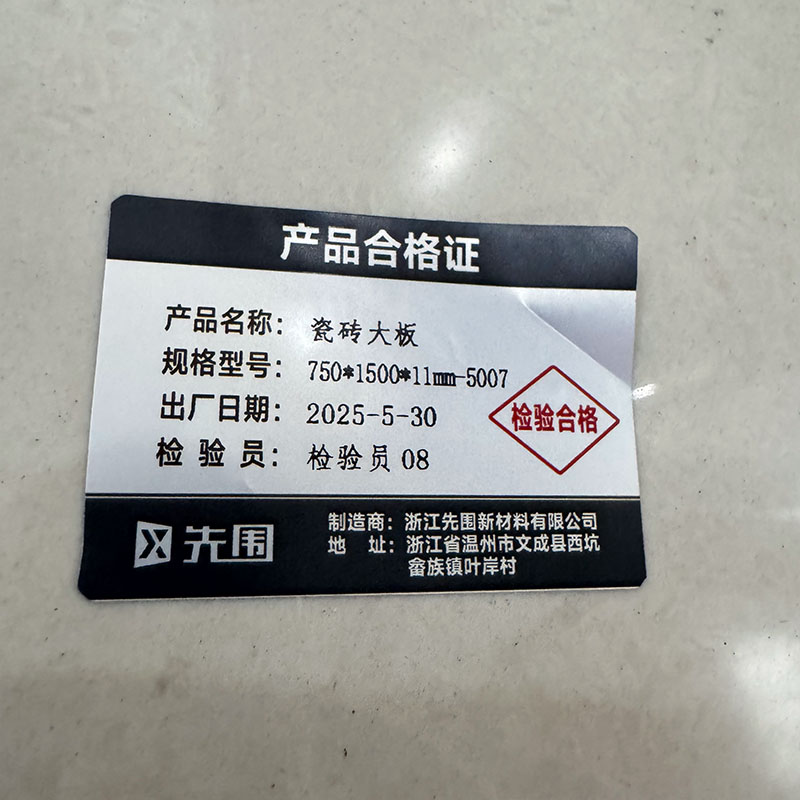 产品合格证
产品名称: 瓷砖大板
规格型号: 750*1500*11mm-5007
出厂日期: 2025-5-30
检验员: 检验员 08
检验合格
先围
制造商: 浙江先围新材料有限公司
地 址: 浙江省温州市文成县西坑
畲族镇叶岸村